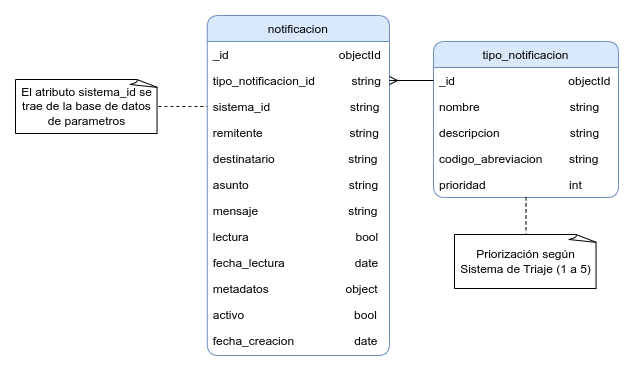 El atributo sistema_id se
trae de la base de datos
de parametros
notificacion
_id objectId
tipo_notificacion_id string
sistema_id string
remitente string
destinatario string
asunto string
mensaje string
lectura bool
fecha_lectura date
metadatos object
activo bool
fecha_creacion date
tipo_notificacion
_id objectId
nombre string
descripcion string
codigo_abreviacion string
prioridad int
Priorización según
Sistema de Triaje (1 a 5)